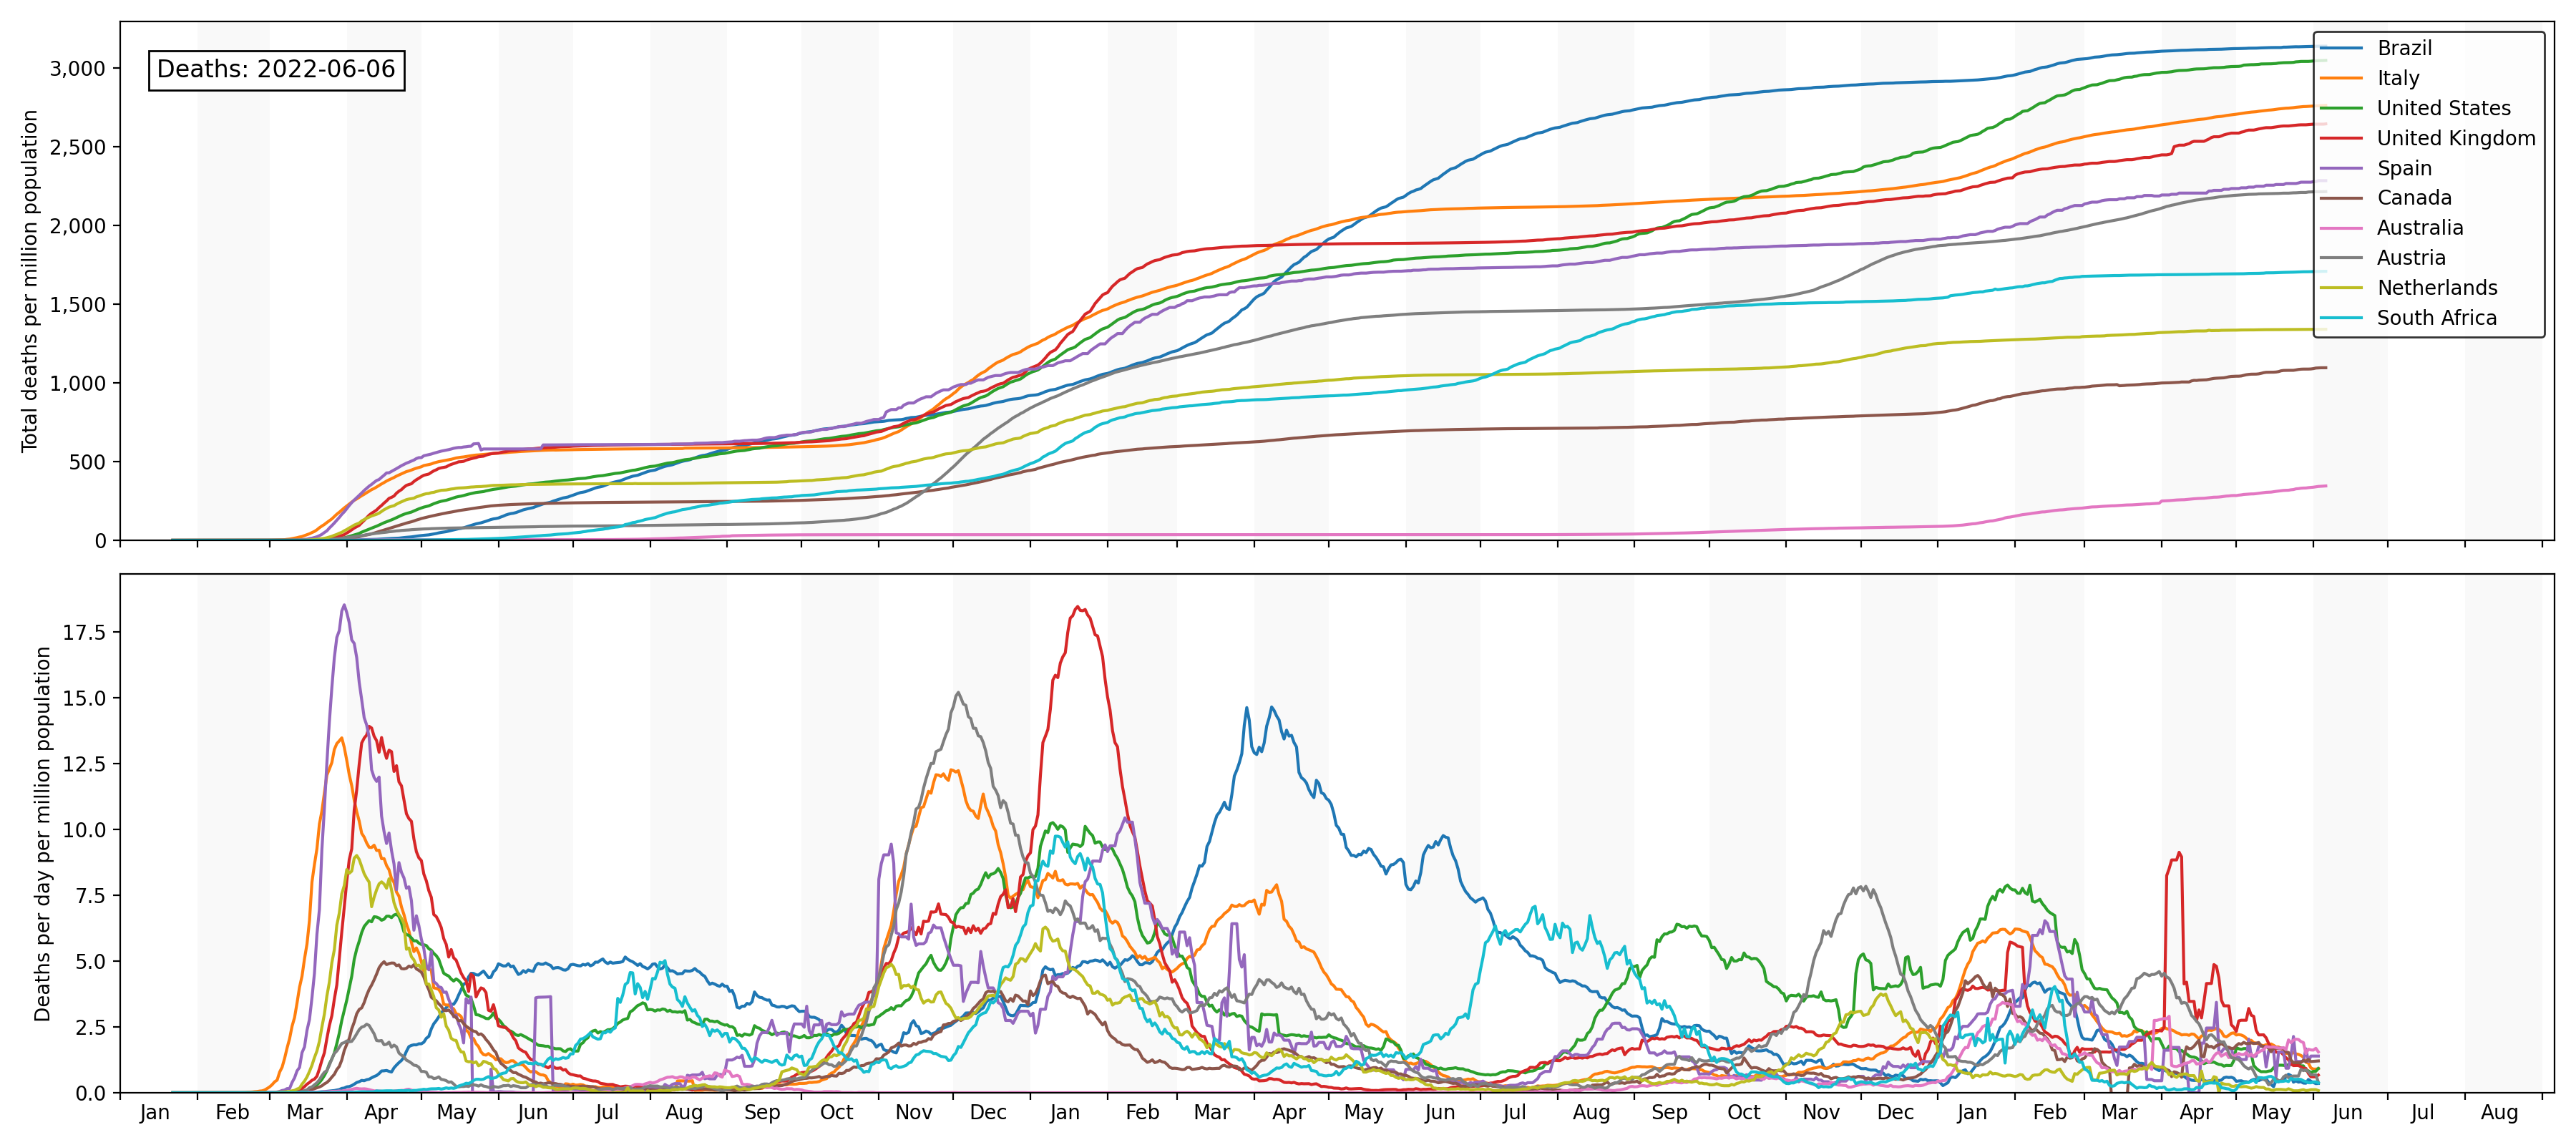 Deaths: 2022-06-06
Total deaths per million population
3,000
2,500
2,000
1,500
1,000
500
0
Brazil
Italy
United States
United Kingdom
Spain
Canada
Australia
Austria
Netherlands
South Africa
Deaths per day per million population
17.5
15.0
12.5
10.0
7.5
5.0
2.5
0.0
Jan Feb Mar Apr May Jun Jul Aug Sep Oct Nov Dec Jan Feb Mar Apr May Jun Jul Aug Sep Oct Nov Dec Jan Feb Mar Apr May Jun Jul Aug